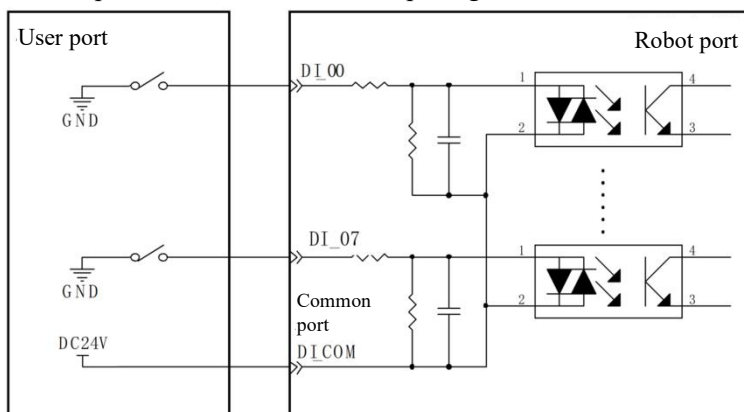 User port
Robot port
DI_00
1
4
GND
2
3
DI_07
1
4
GND
Common
port
2
3
DC24V
DI_COM